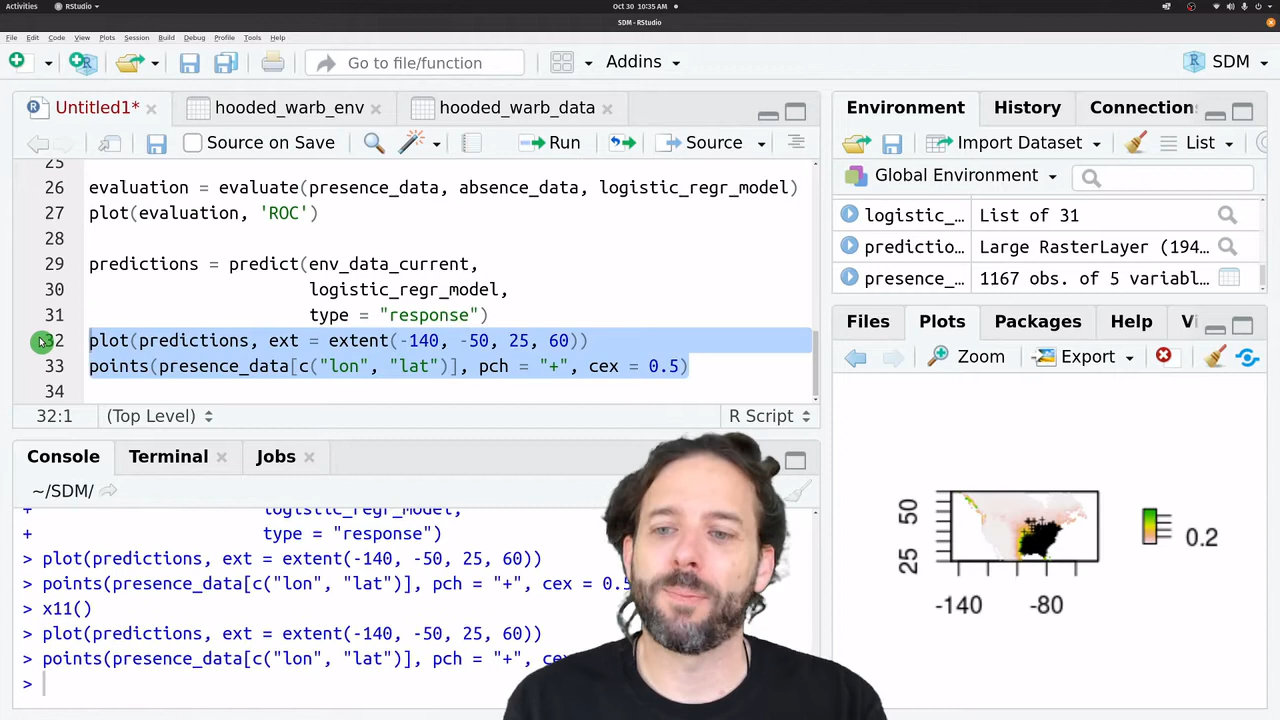 Activities RStudio Oct 30 10:35 AM
SDM - RStudio
File Edit Code View Plots Session Build Debug Profile Tools Help
Go to file/function Addins SDM
Untitled1* hooded_warb_env hooded_warb_data
Source on Save Run Source
25
26 evaluation = evaluate(presence_data, absence_data, logistic_regr_model)
27 plot(evaluation, 'ROC')
28
29 predictions = predict(env_data_current,
30 logistic_regr_model,
31 type = "response")
32 plot(predictions, ext = extent(-140, -50, 25, 60))
33 points(presence_data[c("lon", "lat")], pch = "+", cex = 0.5)
34
32:1 (Top Level) R Script
Console Terminal Jobs
~/SDM/
+ logistic_regr_model,
+ type = "response")
> plot(predictions, ext = extent(-140, -50, 25, 60))
> points(presence_data[c("lon", "lat")], pch = "+", cex = 0.5
> x11()
> plot(predictions, ext = extent(-140, -50, 25, 60))
> points(presence_data[c("lon", "lat")], pch = "+", cex
>
Environment History Connection
Import Dataset List
Global Environment
logistic_… List of 31
predictio… Large RasterLayer (194…
presence_… 1167 obs. of 5 variabl…
Files Plots Packages Help Vi
Zoom Export
50
25
-140 -80
0.2